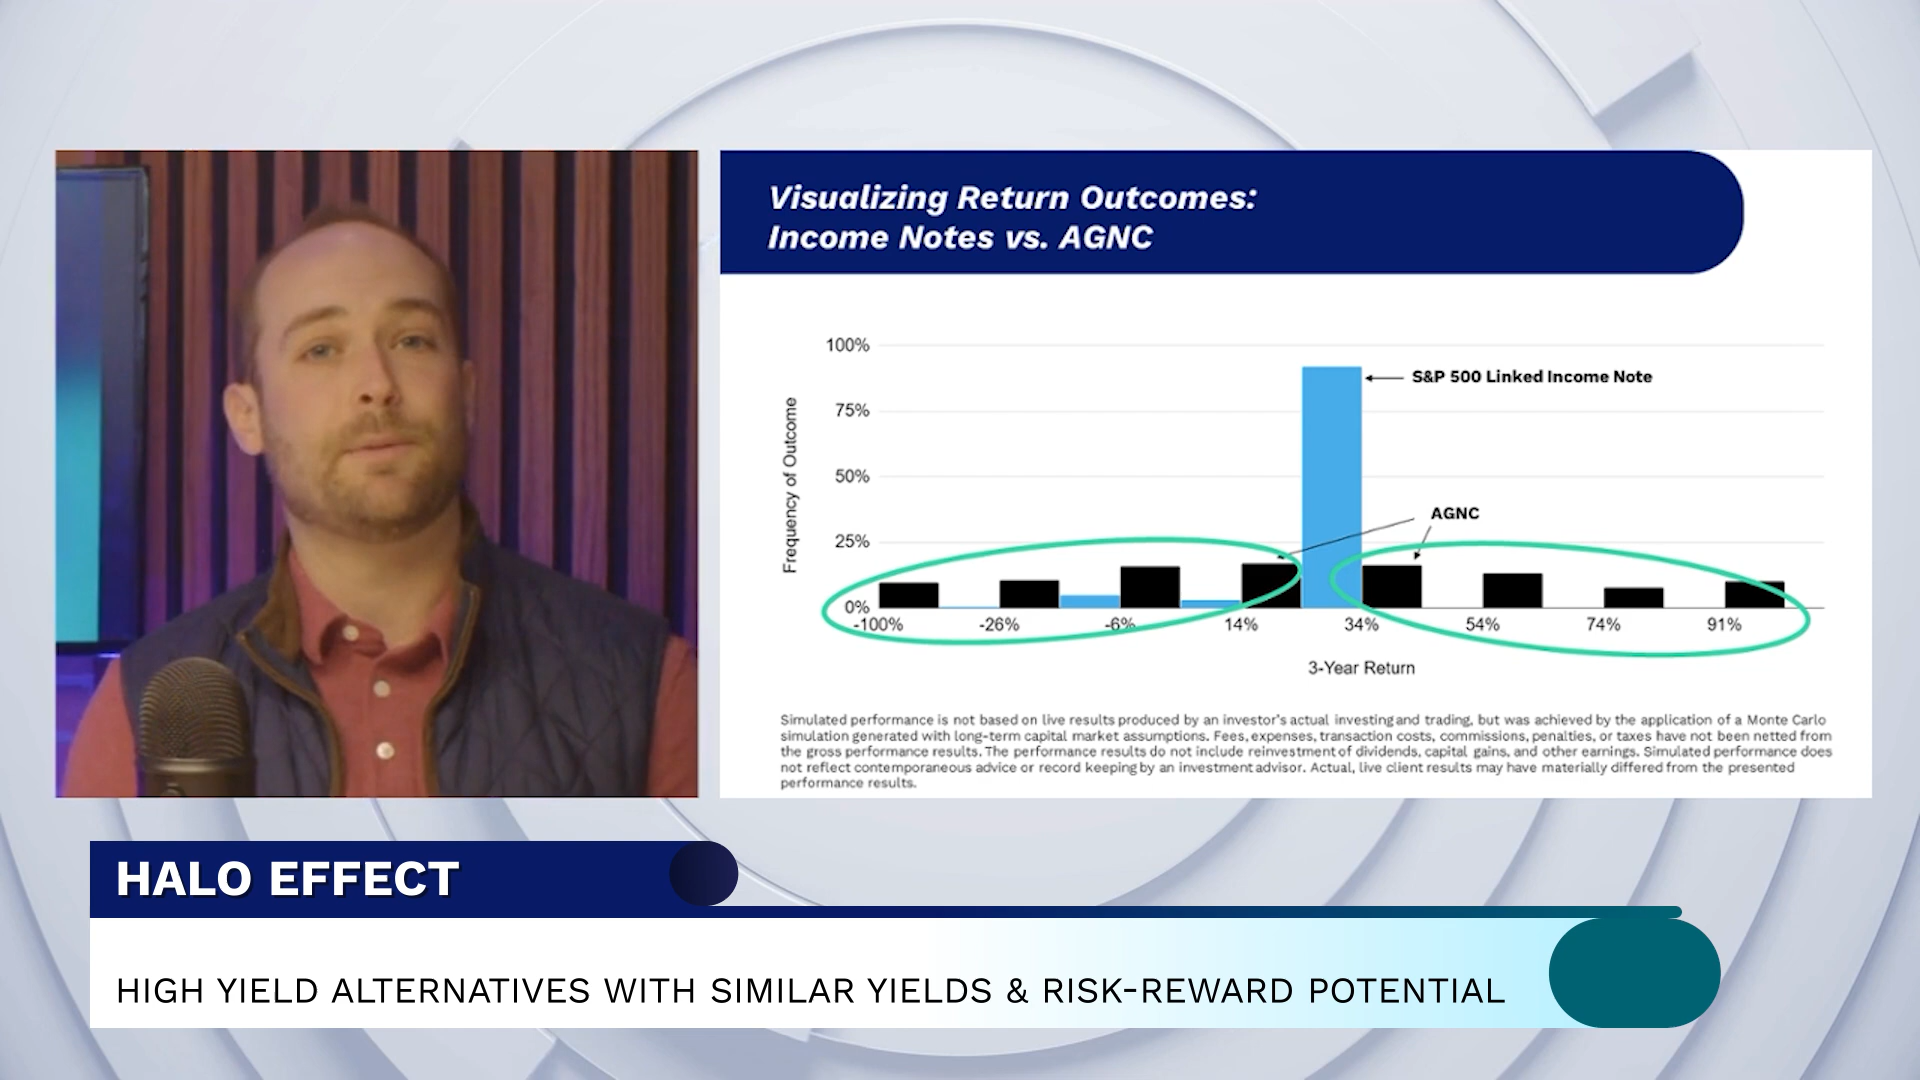 Visualizing Return Outcomes:
Income Notes vs. AGNC
100%
75%
50%
25%
0%
Frequency of Outcome
S&P 500 Linked Income Note
AGNC
-100%
-26%
-6%
14%
34%
54%
74%
91%
3-Year Return
Simulated performance is not based on live results produced by an investor's actual investing and trading, but was achieved by the application of a Monte Carlo
simulation generated with long-term capital market assumptions. Fees, expenses, transaction costs, commissions, penalties, or taxes have not been netted from
the gross performance results. The performance results do not include reinvestment of dividends, capital gains, and other earnings. Simulated performance does
not reflect contemporaneous advice or record keeping by an investment advisor. Actual, live client results may have materially differed from the presented
performance results.
HALO EFFECT
HIGH YIELD ALTERNATIVES WITH SIMILAR YIELDS & RISK-REWARD POTENTIAL